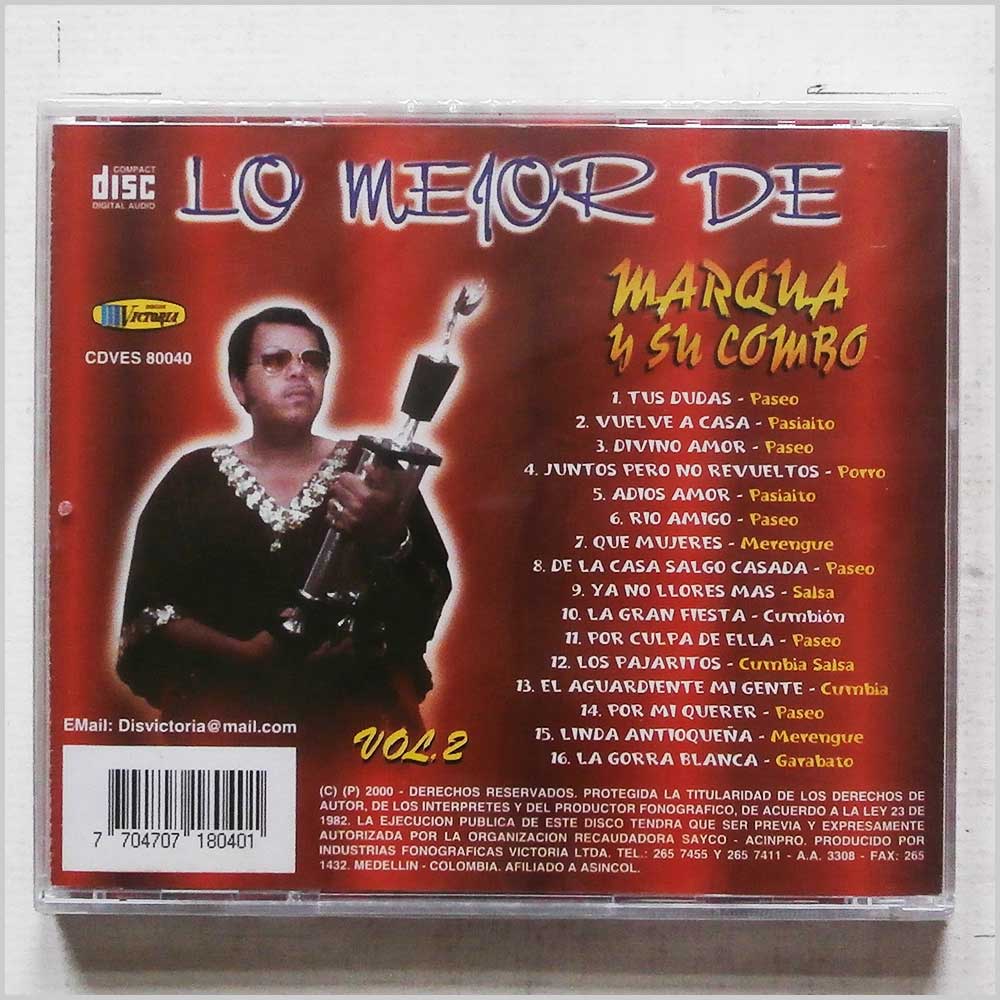 COMPACT
disc
DIGITAL AUDIO
LO MEJOR DE
DISCOS
VICTORIA
CDVES 80040
MARQUA
Y SU COMBO
1. TUS DUDAS - Paseo
2. VUELVE A CASA - Pasiaito
3. DIVINO AMOR - Paseo
4. JUNTOS PERO NO REVUELTOS - Porro
5. ADIOS AMOR - Pasiaito
6. RIO AMIGO - Paseo
7. QUE MUJERES - Merengue
8. DE LA CASA SALGO CASADA - Paseo
9. YA NO LLORES MAS - Salsa
10. LA GRAN FIESTA - Cumbión
11. POR CULPA DE ELLA - Paseo
12. LOS PAJARITOS - Cumbia Salsa
13. EL AGUARDIENTE MI GENTE - Cumbia
14. POR MI QUERER - Paseo
15. LINDA ANTIOQUEÑA - Merengue
16. LA GORRA BLANCA - Garabato
EMail: Disvictoria@mail.com
VOL. 2
7 704707 180401
(C) (P) 2000 - DERECHOS RESERVADOS. PROTEGIDA LA TITULARIDAD DE LOS DERECHOS DE
AUTOR, DE LOS INTERPRETES Y DEL PRODUCTOR FONOGRAFICO, DE ACUERDO A LA LEY 23 DE
1982. LA EJECUCION PUBLICA DE ESTE DISCO TENDRA QUE SER PREVIA Y EXPRESAMENTE
AUTORIZADA POR LA ORGANIZACION RECAUDADORA SAYCO - ACINPRO. PRODUCIDO POR
INDUSTRIAS FONOGRAFICAS VICTORIA LTDA. TEL.: 265 7455 Y 265 7411 - A.A. 3308 - FAX: 265
1432. MEDELLIN - COLOMBIA. AFILIADO A ASINCOL.